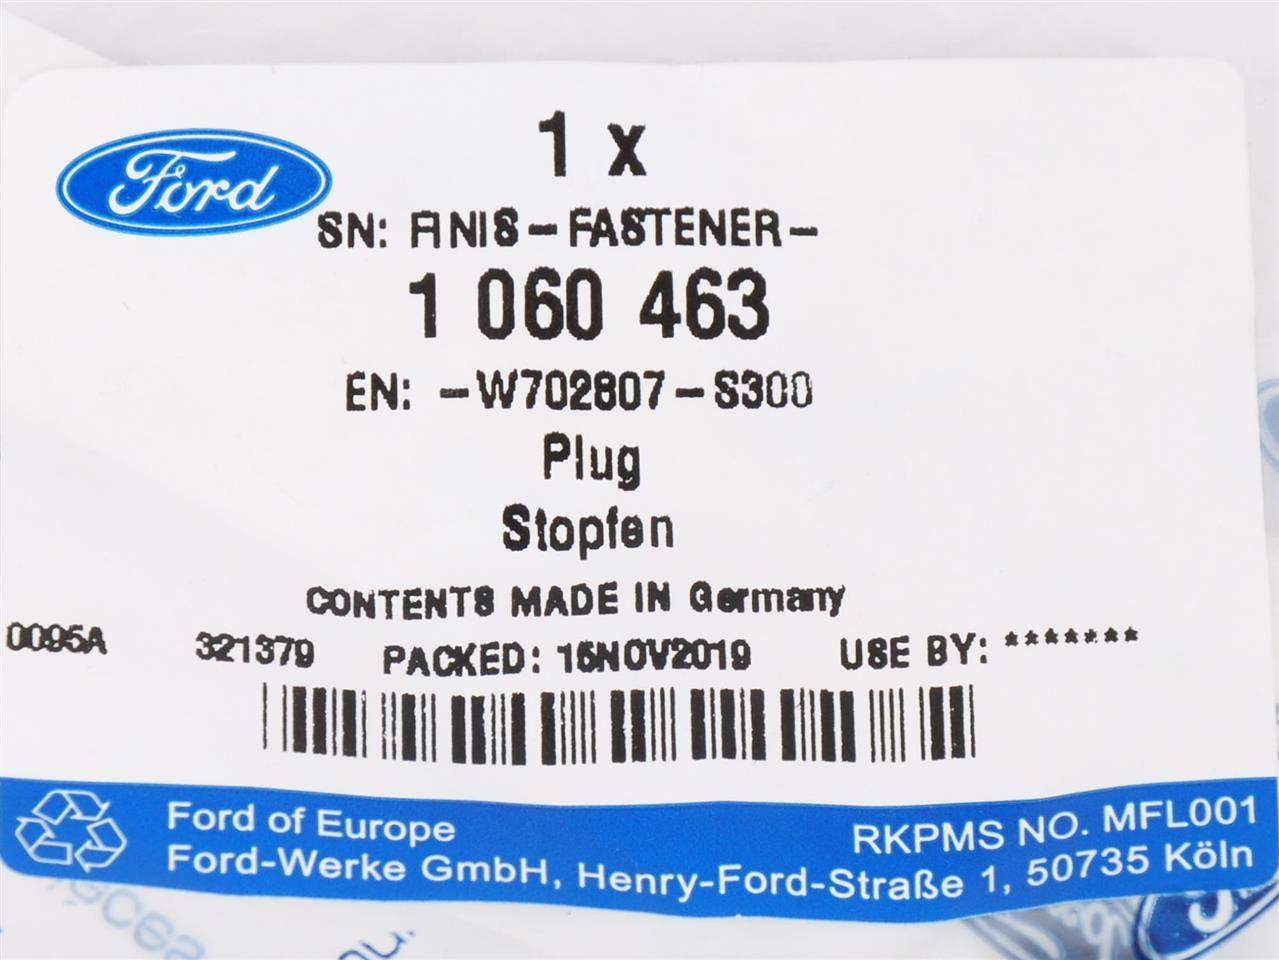 Ford
1 x
SN: FINIS-FASTENER-
1 060 463
EN: -W702807-S300
Plug
Stopfen
CONTENTS MADE IN Germany
0095A 321379 PACKED: 15NOV2019 USE BY: *******
Ford of Europe
RKPMS NO. MFL001
Ford-Werke GmbH, Henry-Ford-Straße 1, 50735 Köln